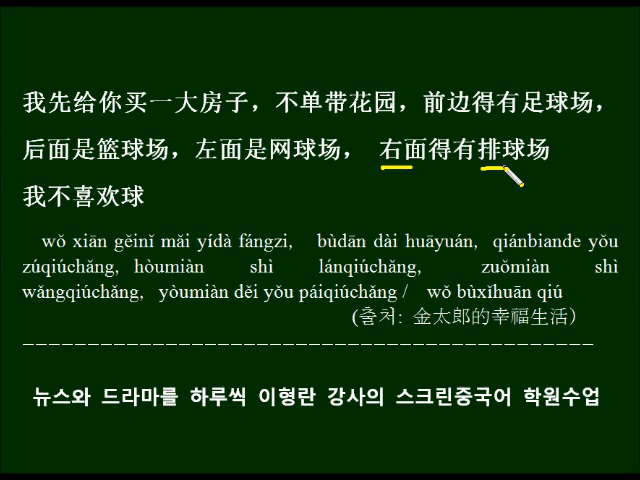 我先给你买一大房子，不单带花园，前边得有足球场，
后面是篮球场，左面是网球场， 右面得有排球场
我不喜欢球
wǒ xiān gěinǐ mǎi yídà fángzi, bùdān dài huāyuán, qiánbiande yǒu
zúqiúchǎng, hòumiàn shì lánqiúchǎng, zuǒmiàn shì
wǎngqiúchǎng, yòumiàn děi yǒu páiqiúchǎng / wǒ bùxǐhuān qiú
(출처: 金太郎的幸福生活）
뉴스와 드라마를 하루씩 이형란 강사의 스크린중국어 학원수업